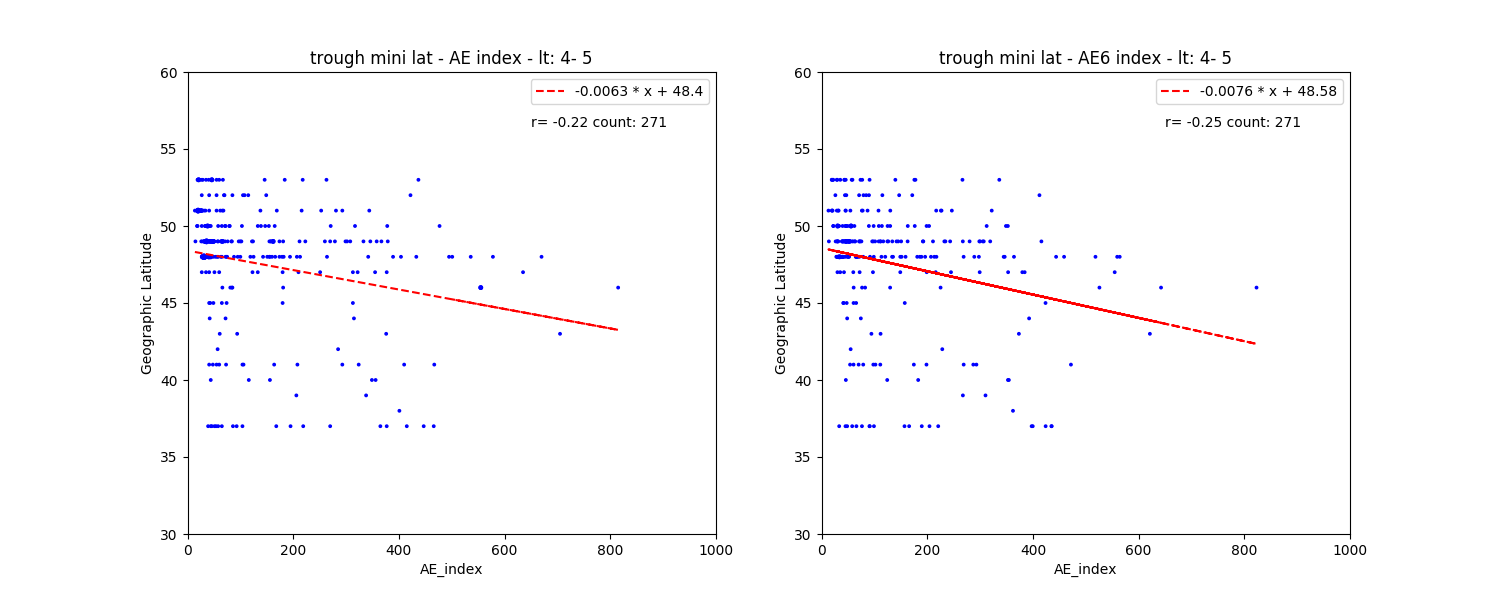 trough mini lat - AE index - lt: 4- 5
-0.0063 * x + 48.4
r= -0.22 count: 271
60
55
50
45
40
35
30
Geographic Latitude
0 200 400 600 800 1000
AE_index
trough mini lat - AE6 index - lt: 4- 5
-0.0076 * x + 48.58
r= -0.25 count: 271
60
55
50
45
40
35
30
Geographic Latitude
0 200 400 600 800 1000
AE_index